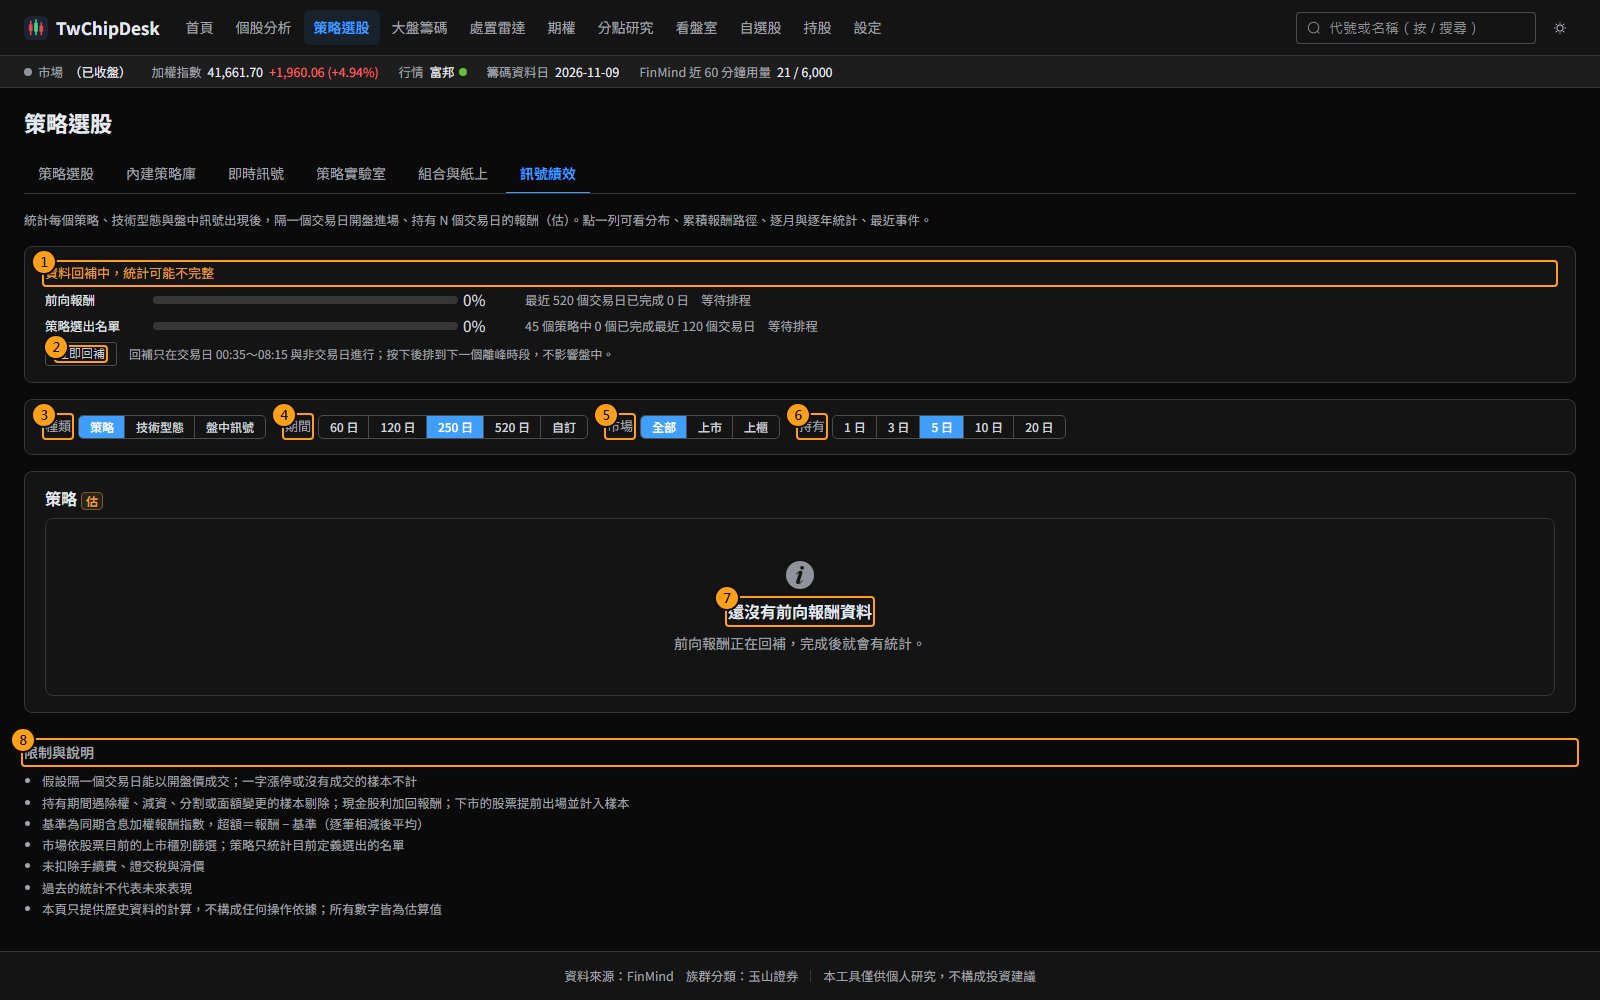 TwChipDesk 首頁 個股分析 策略選股 大盤籌碼 處置雷達 期權 分點研究 看盤室 自選股 持股 設定 代號或名稱（按 / 搜尋）
市場 （已收盤） 加權指數 41,661.70 +1,960.06 (+4.94%) 行情 富邦 籌碼資料日 2026-11-09 FinMind 近 60 分鐘用量 21 / 6,000
策略選股
策略選股 內建策略庫 即時訊號 策略實驗室 組合與紙上 訊號績效
統計每個策略、技術型態與盤中訊號出現後，隔一個交易日開盤進場、持有 N 個交易日的報酬（估）。點一列可看分布、累積報酬路徑、逐月與逐年統計、最近事件。
1 資料回補中，統計可能不完整
前向報酬 0% 最近 520 個交易日已完成 0 日 等待排程
策略選出名單 0% 45 個策略中 0 個已完成最近 120 個交易日 等待排程
2 立即回補 回補只在交易日 00:35～08:15 與非交易日進行；按下後排到下一個離峰時段，不影響盤中。
3 種類 策略 技術型態 盤中訊號 4 期間 60 日 120 日 250 日 520 日 自訂 5 市場 全部 上市 上櫃 6 持有 1 日 3 日 5 日 10 日 20 日
策略 估
i
7 還沒有前向報酬資料
前向報酬正在回補，完成後就會有統計。
8 限制與說明
• 假設隔一個交易日能以開盤價成交；一字漲停或沒有成交的樣本不計
• 持有期間遇除權、減資、分割或面額變更的樣本剔除；現金股利加回報酬；下市的股票提前出場並計入樣本
• 基準為同期含息加權報酬指數，超額＝報酬－基準（逐筆相減後平均）
• 市場依股票目前的上市櫃別篩選；策略只統計目前定義選出的名單
• 未扣除手續費、證交稅與滑價
• 過去的統計不代表未來表現
• 本頁只提供歷史資料的計算，不構成任何操作依據；所有數字皆為估算值
資料來源：FinMind 族群分類：玉山證券 | 本工具僅供個人研究，不構成投資建議